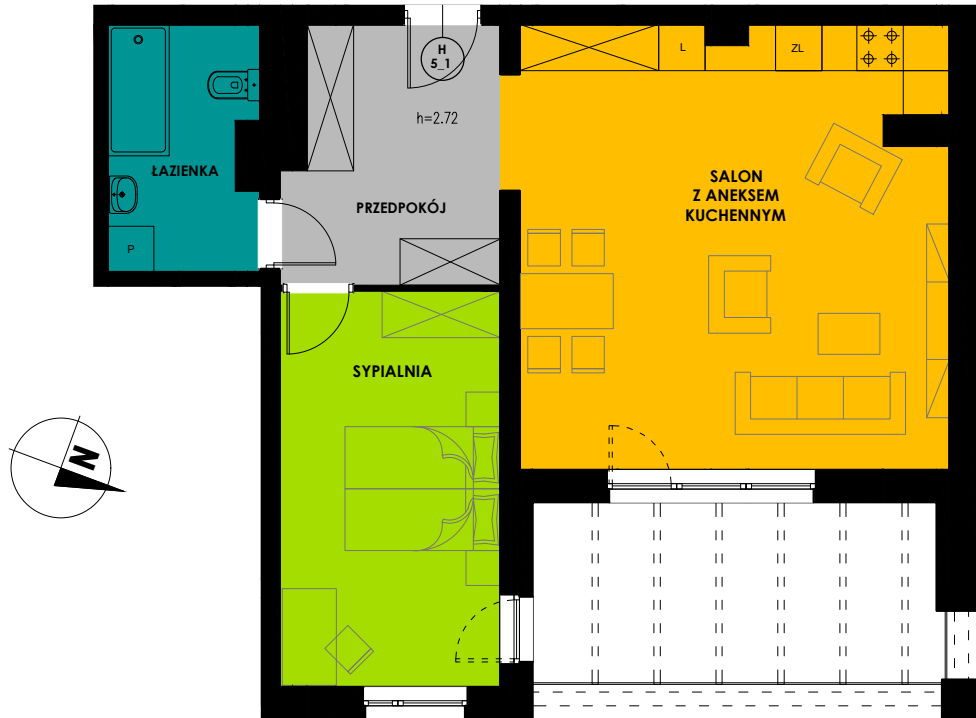 H
5_1
L
ZL
h=2.72
ŁAZIENKA
SALON
Z ANEKSEM
KUCHENNYM
PRZEDPOKÓJ
P
SYPIALNIA
N